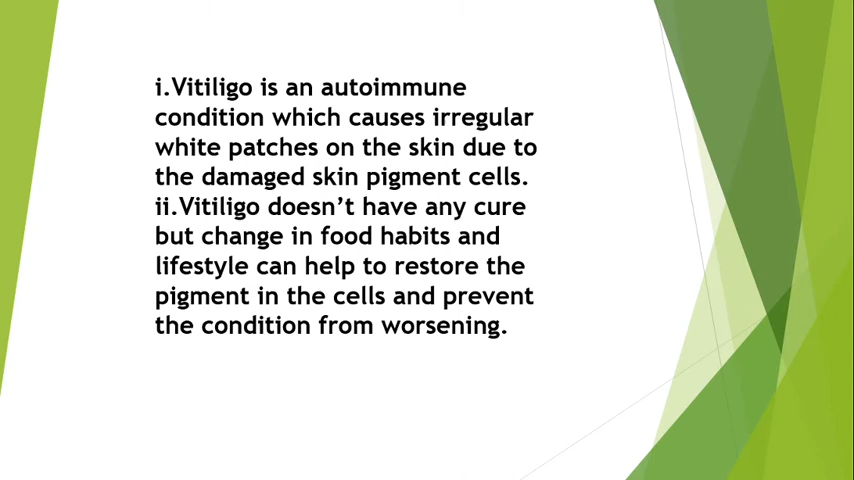 i.Vitiligo is an autoimmune
condition which causes irregular
white patches on the skin due to
the damaged skin pigment cells.
ii.Vitiligo doesn’t have any cure
but change in food habits and
lifestyle can help to restore the
pigment in the cells and prevent
the condition from worsening.